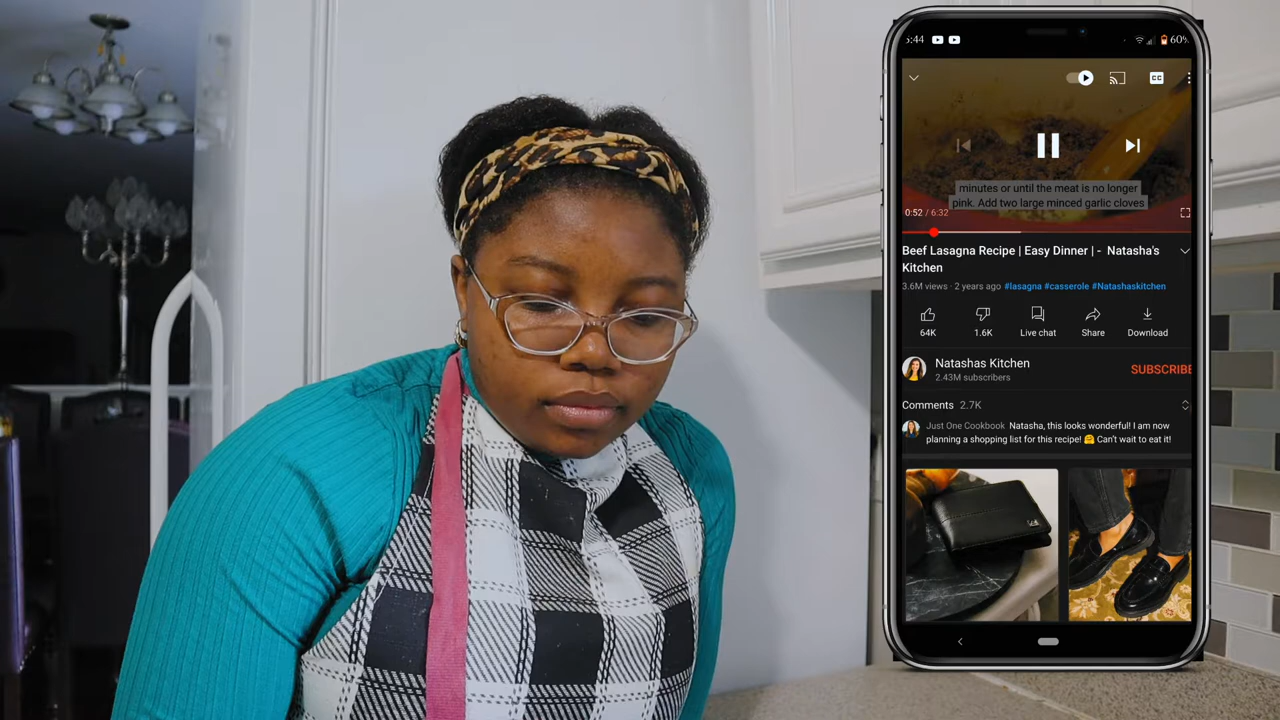 5:44
60%
CC
minutes or until the meat is no longer
pink. Add two large minced garlic cloves
0:52 / 6:32
Beef Lasagna Recipe | Easy Dinner | - Natasha's
Kitchen
3.6M views · 2 years ago #lasagna #casserole #Natashaskitchen
64K
1.6K
Live chat
Share
Download
Natashas Kitchen
2.43M subscribers
SUBSCRIBE
Comments 2.7K
Just One Cookbook Natasha, this looks wonderful! I am now
planning a shopping list for this recipe! 🤗 Can't wait to eat it!